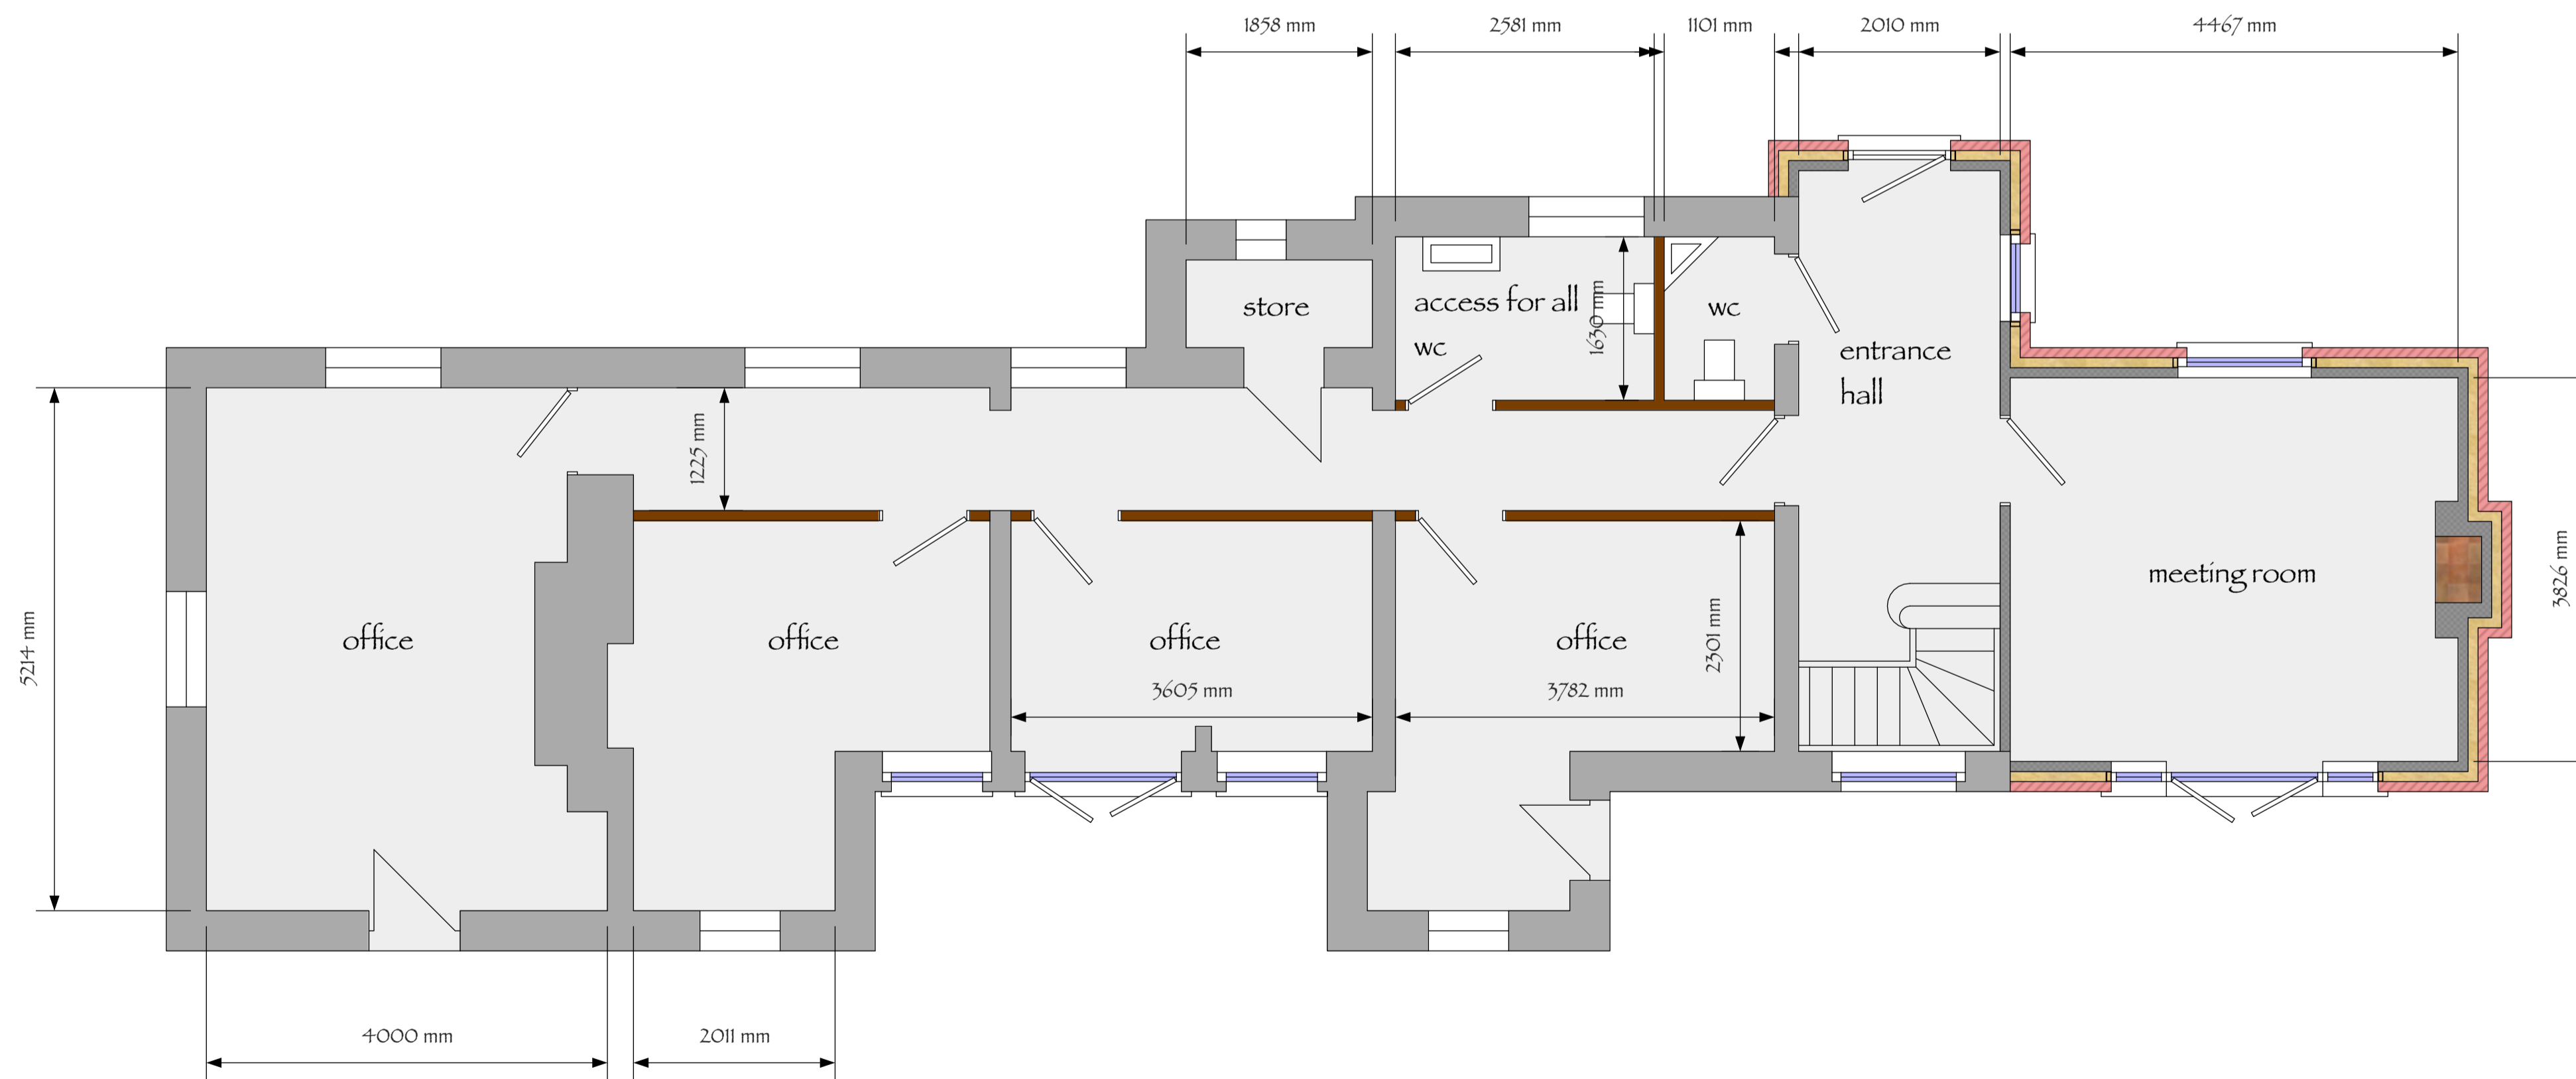 1858 mm
2581 mm
1101 mm
2010 mm
4467 mm
store
access for all
wc
1630 mm
wc
entrance
hall
1225 mm
5214 mm
office
office
office
3605 mm
office
3782 mm
2301 mm
meeting room
3826 mm
4000 mm
2011 mm